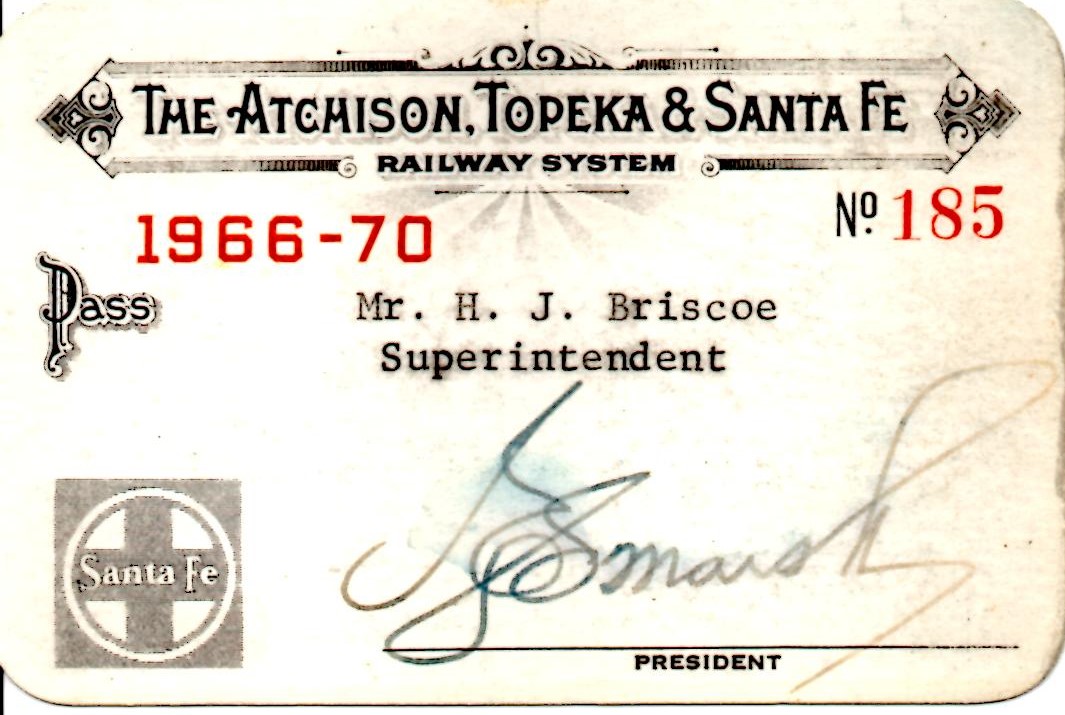 THE ATCHISON, TOPEKA & SANTA FE
RAILWAY SYSTEM
1966-70
Nº 185
Pass
Mr. H. J. Briscoe
Superintendent
Santa Fe
PRESIDENT